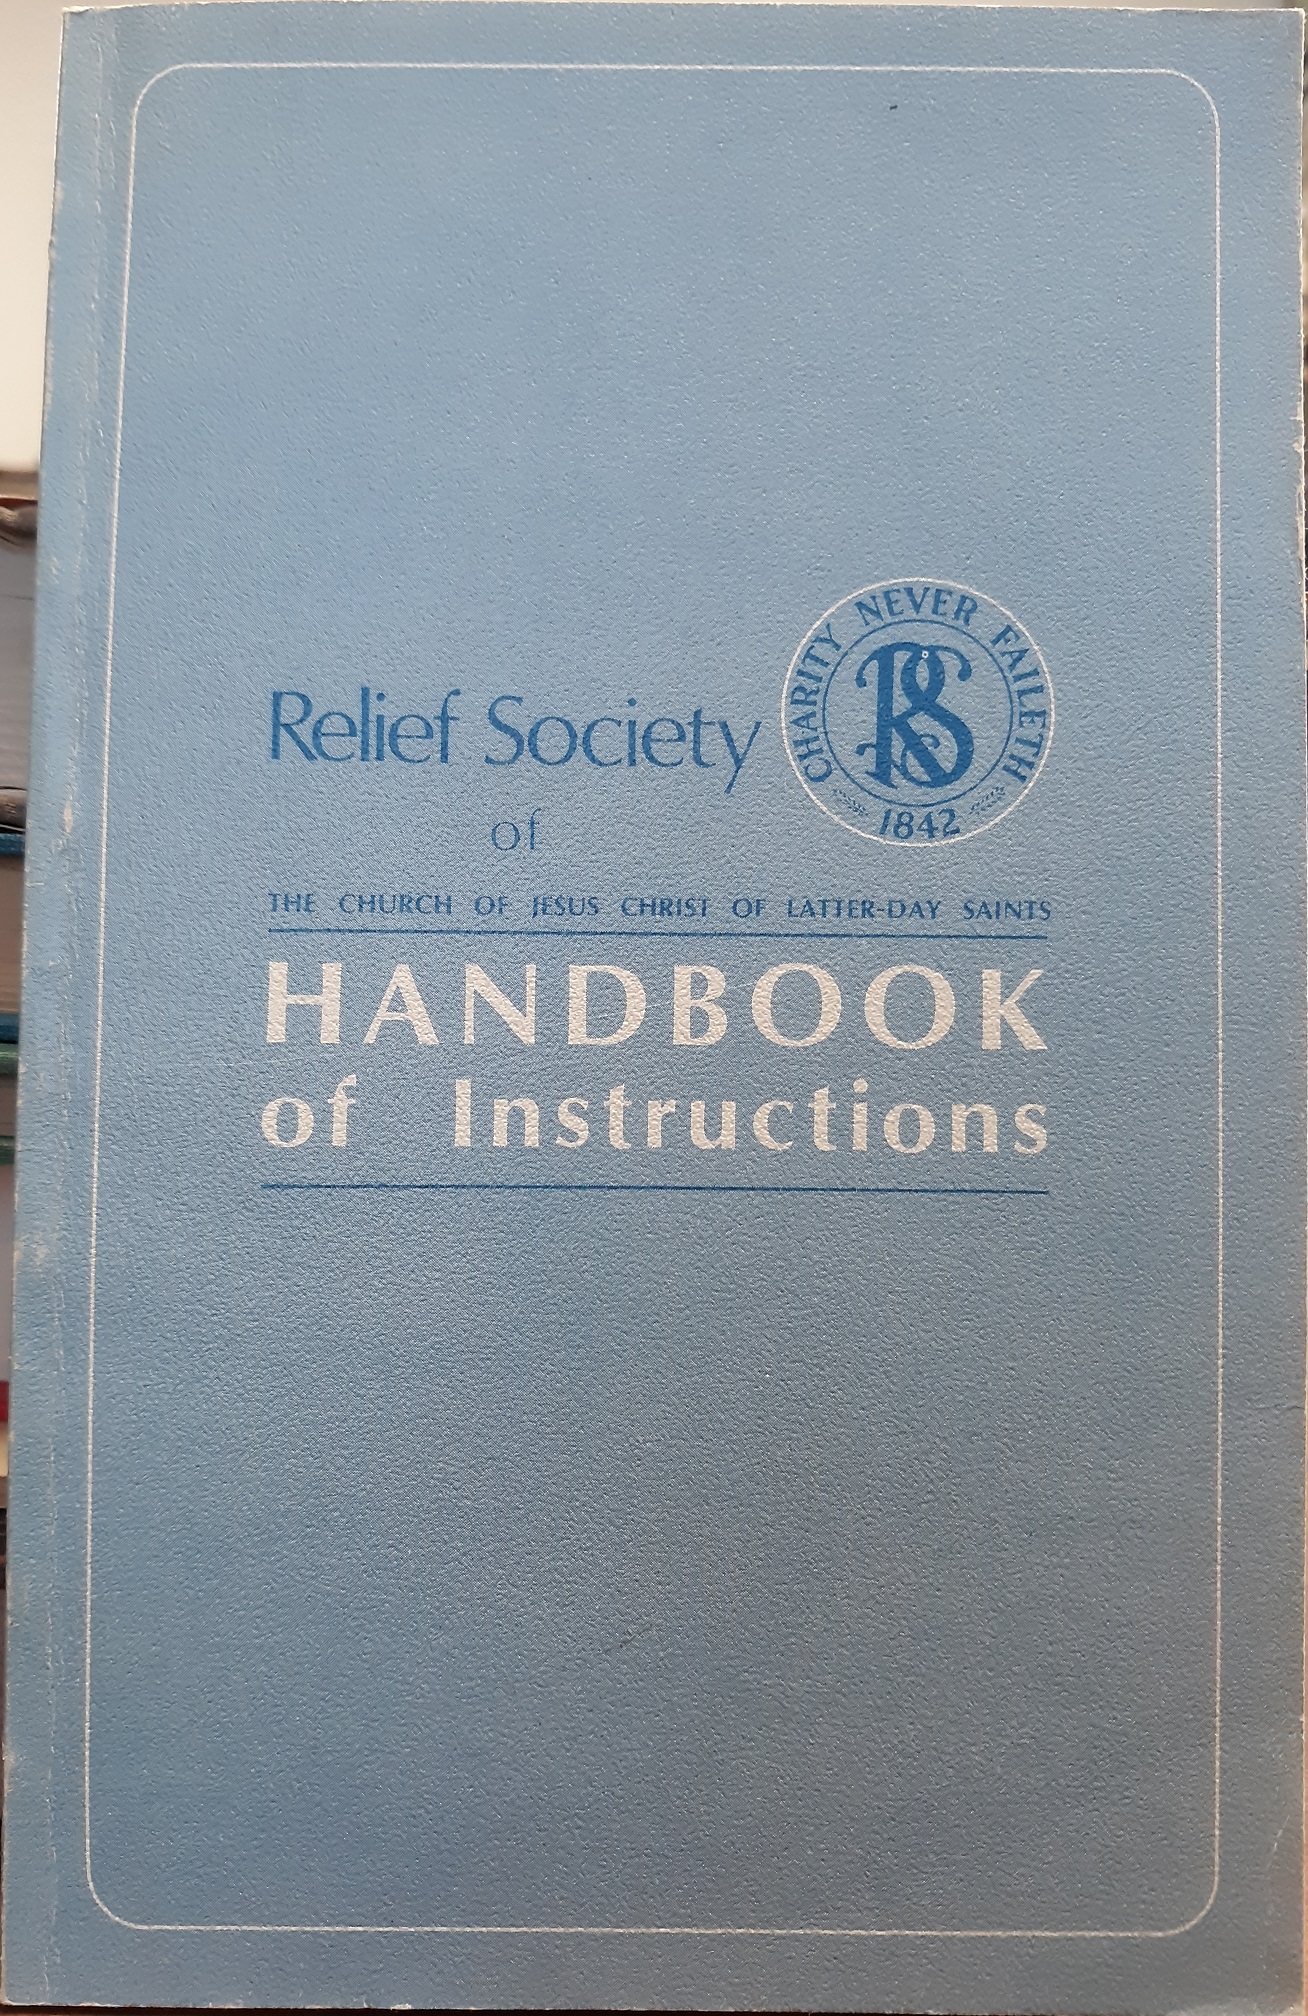 CHARITY NEVER FAILETH
RS
1842
Relief Society
of
THE CHURCH OF JESUS CHRIST OF LATTER-DAY SAINTS
HANDBOOK
of Instructions